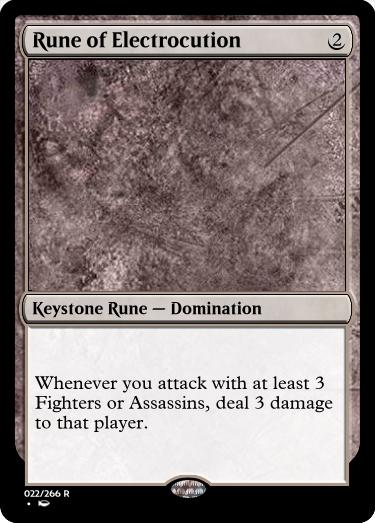 Rune of Electrocution 2
Keystone Rune — Domination
Whenever you attack with at least 3
Fighters or Assassins, deal 3 damage
to that player.
022/266 R